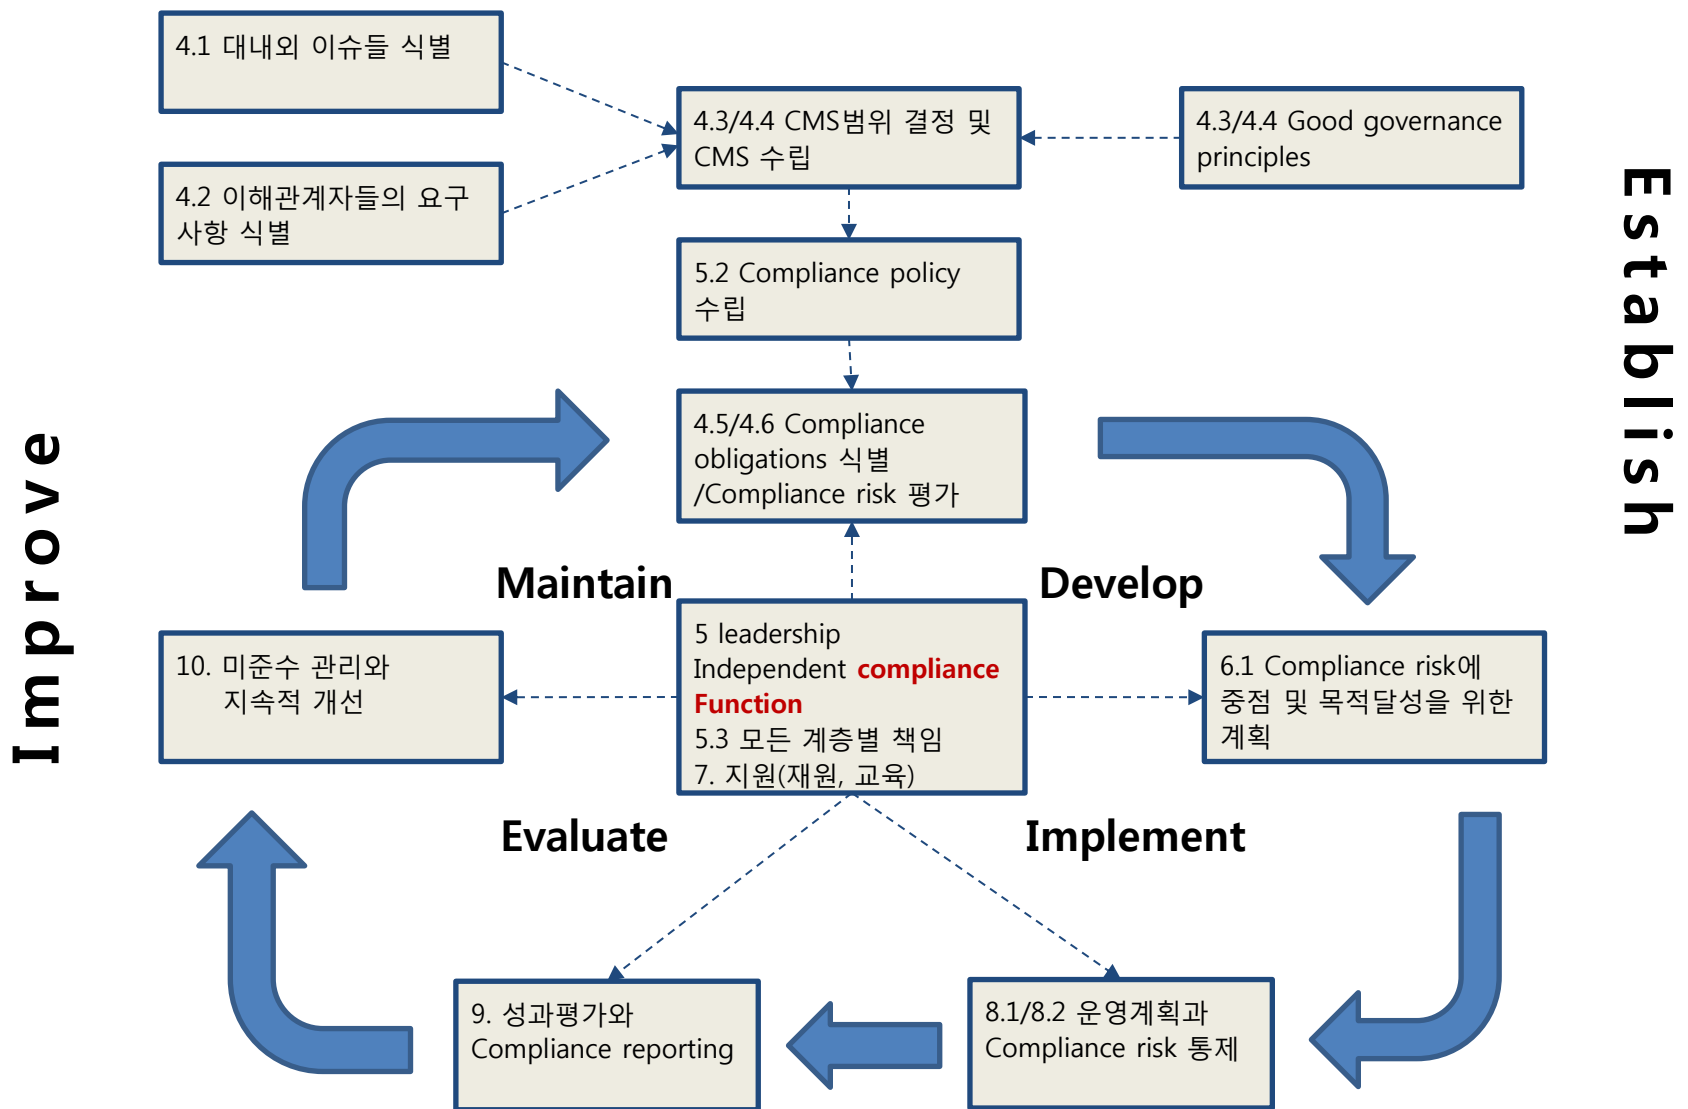 4.1 대내외 이슈들 식별
4.3/4.4 CMS범위 결정 및
CMS 수립
4.3/4.4 Good governance
principles
4.2 이해관계자들의 요구
사항 식별
5.2 Compliance policy
수립
4.5/4.6 Compliance
obligations 식별
/Compliance risk 평가
Improve
Establish
Maintain
Develop
10. 미준수 관리와
지속적 개선
5 leadership
Independent compliance
Function
5.3 모든 계층별 책임
7. 지원(재원, 교육)
6.1 Compliance risk에
중점 및 목적달성을 위한
계획
Evaluate
Implement
9. 성과평가와
Compliance reporting
8.1/8.2 운영계획과
Compliance risk 통제